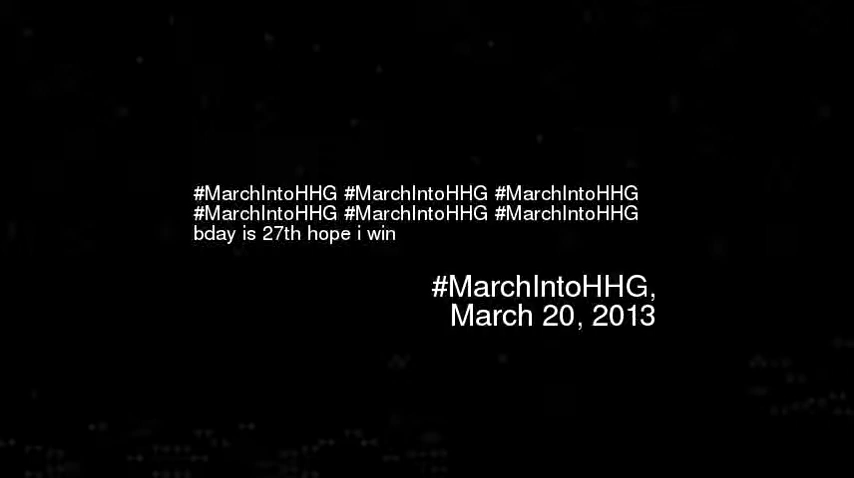 #MarchIntoHHG #MarchIntoHHG #MarchIntoHHG
#MarchIntoHHG #MarchIntoHHG #MarchIntoHHG
bday is 27th hope i win
#MarchIntoHHG,
March 20, 2013